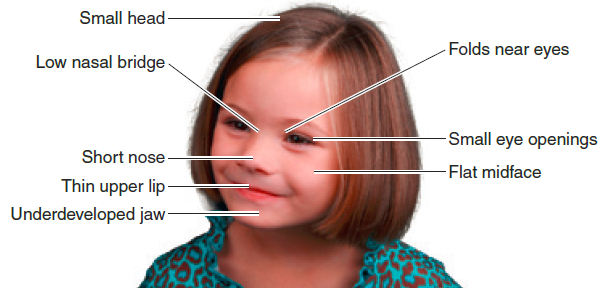 Small head
Low nasal bridge
Folds near eyes
Small eye openings
Short nose
Flat midface
Thin upper lip
Underdeveloped jaw